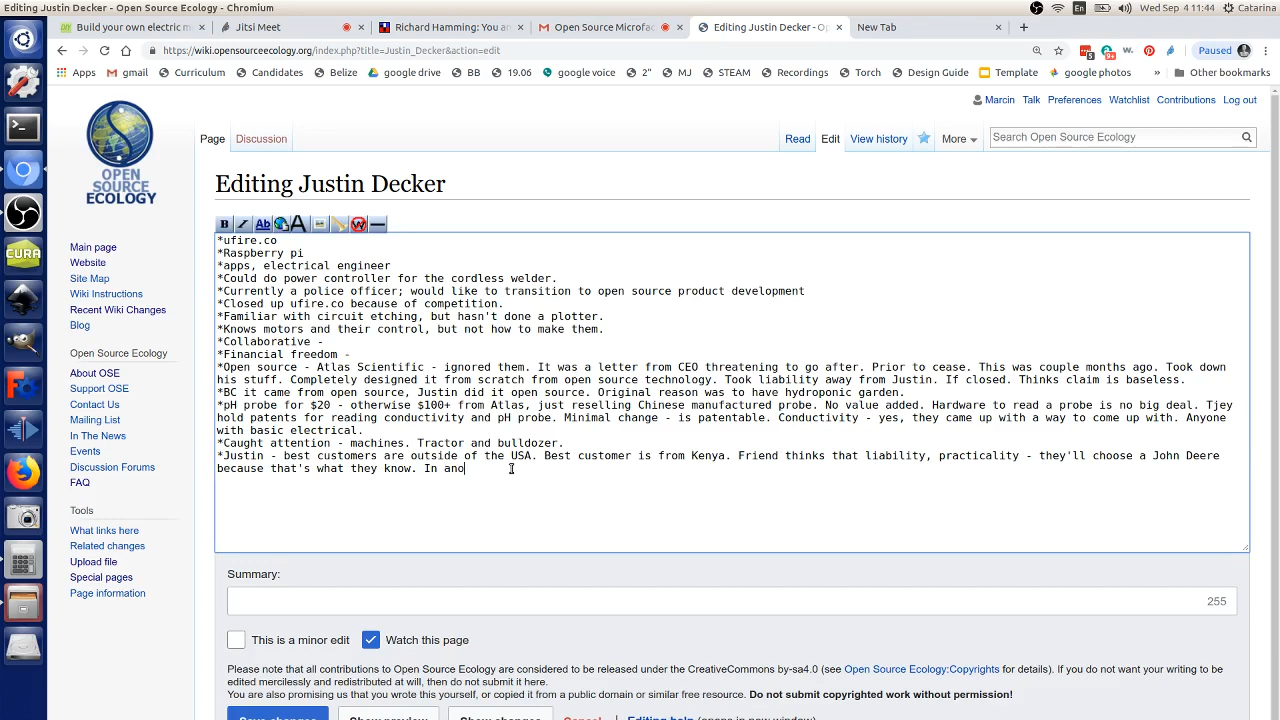 Editing Justin Decker - Open Source Ecology - Chromium
En
Wed Sep 4 11:44
Catarina
Build your own electric m
Jitsi Meet
Richard Hamming: You an
Open Source Microfac
Editing Justin Decker - Op
New Tab
https://wiki.opensourceecology.org/index.php?title=Justin_Decker&action=edit
Paused
Apps
gmail
Curriculum
Candidates
Belize
google drive
BB
19.06
google voice
2"
MJ
STEAM
Recordings
Torch
Design Guide
Template
google photos
»
Other bookmarks
Marcin
Talk
Preferences
Watchlist
Contributions
Log out
OPEN
SOURCE
ECOLOGY
Page
Discussion
Read
Edit
View history
More
Search Open Source Ecology
Editing Justin Decker
*ufire.co
*Raspberry pi
*apps, electrical engineer
*Could do power controller for the cordless welder.
*Currently a police officer; would like to transition to open source product development
*Closed up ufire.co because of competition.
*Familiar with circuit etching, but hasn't done a plotter.
*Knows motors and their control, but not how to make them.
*Collaborative -
*Financial freedom -
*Open source - Atlas Scientific - ignored them. It was a letter from CEO threatening to go after. Prior to cease. This was couple months ago. Took down
his stuff. Completely designed it from scratch from open source technology. Took liability away from Justin. If closed. Thinks claim is baseless.
*BC it came from open source, Justin did it open source. Original reason was to have hydroponic garden.
*pH probe for $20 - otherwise $100+ from Atlas, just reselling Chinese manufactured probe. No value added. Hardware to read a probe is no big deal. Tjey
hold patents for reading conductivity and pH probe. Minimal change - is patentable. Conductivity - yes, they came up with a way to come up with. Anyone
with basic electrical.
*Caught attention - machines. Tractor and bulldozer.
*Justin - best customers are outside of the USA. Best customer is from Kenya. Friend thinks that liability, practicality - they'll choose a John Deere
because that's what they know. In ano
Main page
Website
Site Map
Wiki Instructions
Recent Wiki Changes
Blog
Open Source Ecology
About OSE
Support OSE
Contact Us
Mailing List
In The News
Events
Discussion Forums
FAQ
Tools
What links here
Related changes
Upload file
Special pages
Page information
Summary:
255
This is a minor edit
Watch this page
Please note that all contributions to Open Source Ecology are considered to be released under the CreativeCommons by-sa4.0 (see Open Source Ecology:Copyrights for details). If you do not want your writing to be
edited mercilessly and redistributed at will, then do not submit it here.
You are also promising us that you wrote this yourself, or copied it from a public domain or similar free resource. Do not submit copyrighted work without permission!
Save changes
Show preview
Show changes
Cancel
Editing help (opens in new window)